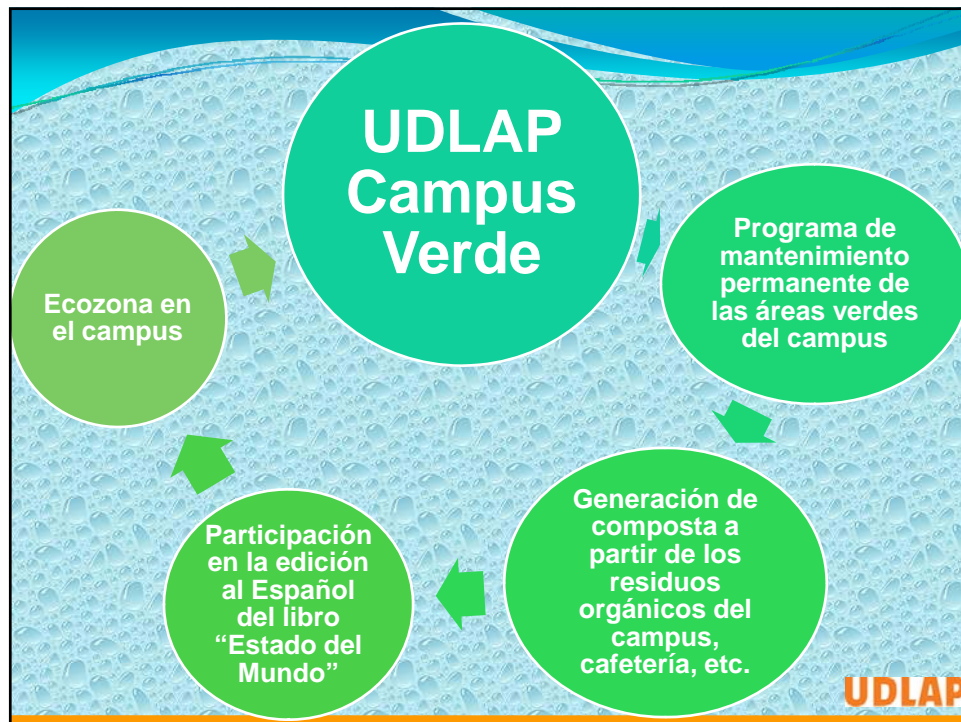 UDLAP
Campus
Verde
Programa de
mantenimiento
permanente de
las áreas verdes
del campus
Generación de
composta a
partir de los
residuos
orgánicos del
campus,
cafetería, etc.
Participación
en la edición
al Español
del libro
“Estado del
Mundo”
Ecozona en
el campus
UDLAP